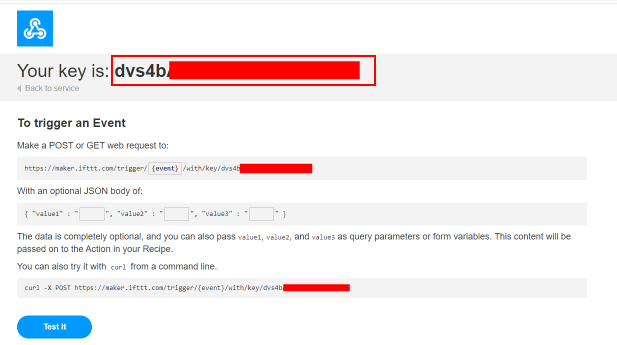 Your key is: dvs4b
Back to service
To trigger an Event
Make a POST or GET web request to:
https://maker.ifttt.com/trigger/ {event} /with/key/dvs4b
With an optional JSON body of:
{ "value1" : " ", "value2" : " ", "value3" : " " }
The data is completely optional, and you can also pass value1, value2, and value3 as query parameters or form variables. This content will be
passed on to the Action in your Recipe.
You can also try it with curl from a command line.
curl -X POST https://maker.ifttt.com/trigger/{event}/with/key/dvs4b
Test It